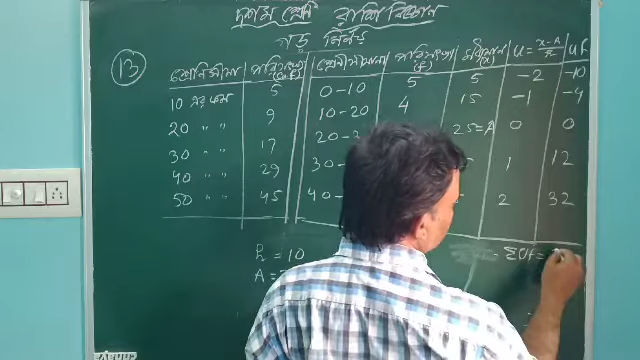 দশম শ্রেণি রাশি বিজ্ঞান
গড় নির্ণয়
13
শ্রেণিসীমা পরিসংখ্যা শ্রেণীসীমানা পরিসংখ্যা (f) মধ্যমান (x) u = x-A/h uf
10 এর কম 5 0-10 5 5 -2 -10
20 " " 9 10-20 4 15 -1 -4
30 " " 17 20- 25=A 0 0
40 " " 29 30- 1 12
50 " " 45 40- 2 32
h = 10
A =
ΣUf =